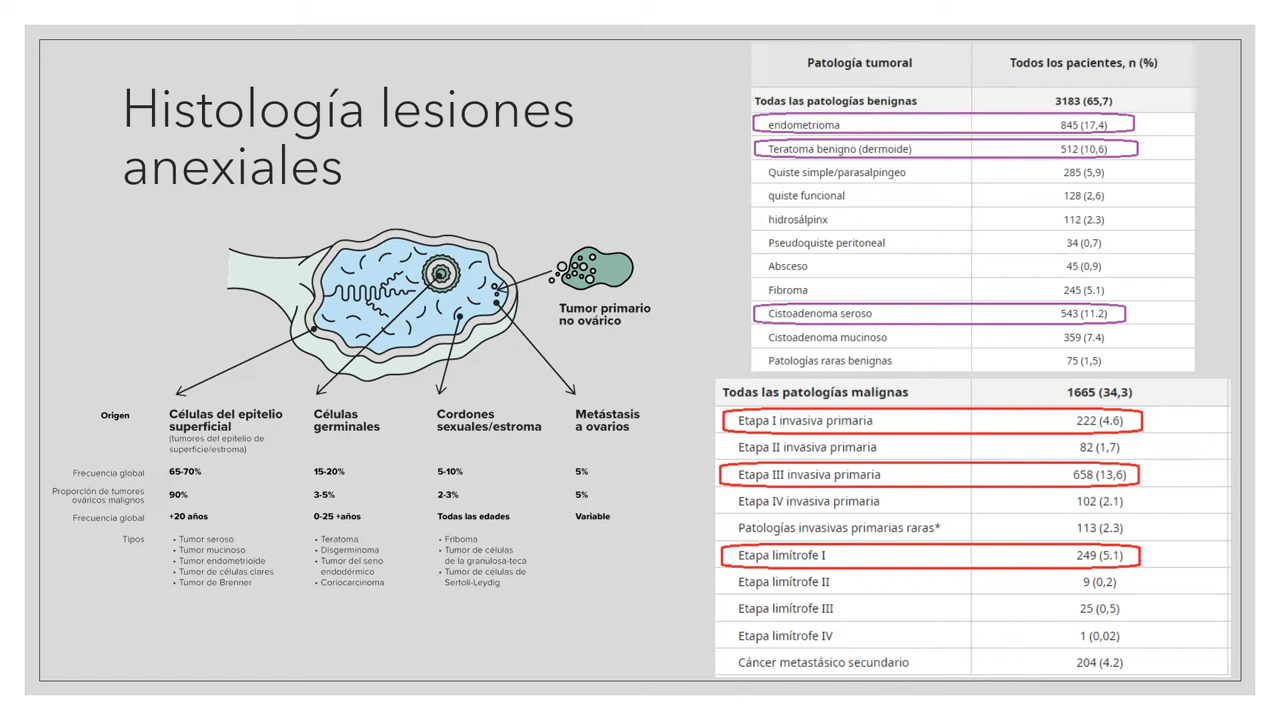 Histología lesiones
anexiales
Tumor primario
no ovárico
Origen
Células del epitelio
superficial
(tumores del epitelio de
superficie/estroma)
Células
germinales
Cordones
sexuales/estroma
Metástasis
a ovarios
Frecuencia global 65-70% 15-20% 5-10% 5%
Proporción de tumores
ováricos malignos 90% 3-5% 2-3% 5%
Frecuencia global +20 años 0-25 +años Todas las edades Variable
Tipos
• Tumor seroso
• Tumor mucinoso
• Tumor endometrioide
• Tumor de células clares
• Tumor de Brenner
• Teratoma
• Disgerminoma
• Tumor del seno
endodérmico
• Coriocarcinoma
• Friboma
• Tumor de células
de la granulosa-teca
• Tumor de células de
Sertoli-Leydig
Patología tumoral Todos los pacientes, n (%)
Todas las patologías benignas 3183 (65,7)
endometrioma 845 (17,4)
Teratoma benigno (dermoide) 512 (10,6)
Quiste simple/parasalpingeo 285 (5,9)
quiste funcional 128 (2,6)
hidrosálpinx 112 (2.3)
Pseudoquiste peritoneal 34 (0,7)
Absceso 45 (0,9)
Fibroma 245 (5.1)
Cistoadenoma seroso 543 (11.2)
Cistoadenoma mucinoso 359 (7.4)
Patologías raras benignas 75 (1,5)
Todas las patologías malignas 1665 (34,3)
Etapa I invasiva primaria 222 (4.6)
Etapa II invasiva primaria 82 (1,7)
Etapa III invasiva primaria 658 (13,6)
Etapa IV invasiva primaria 102 (2.1)
Patologías invasivas primarias raras* 113 (2.3)
Etapa limítrofe I 249 (5.1)
Etapa limítrofe II 9 (0,2)
Etapa limítrofe III 25 (0,5)
Etapa limítrofe IV 1 (0,02)
Cáncer metastásico secundario 204 (4.2)